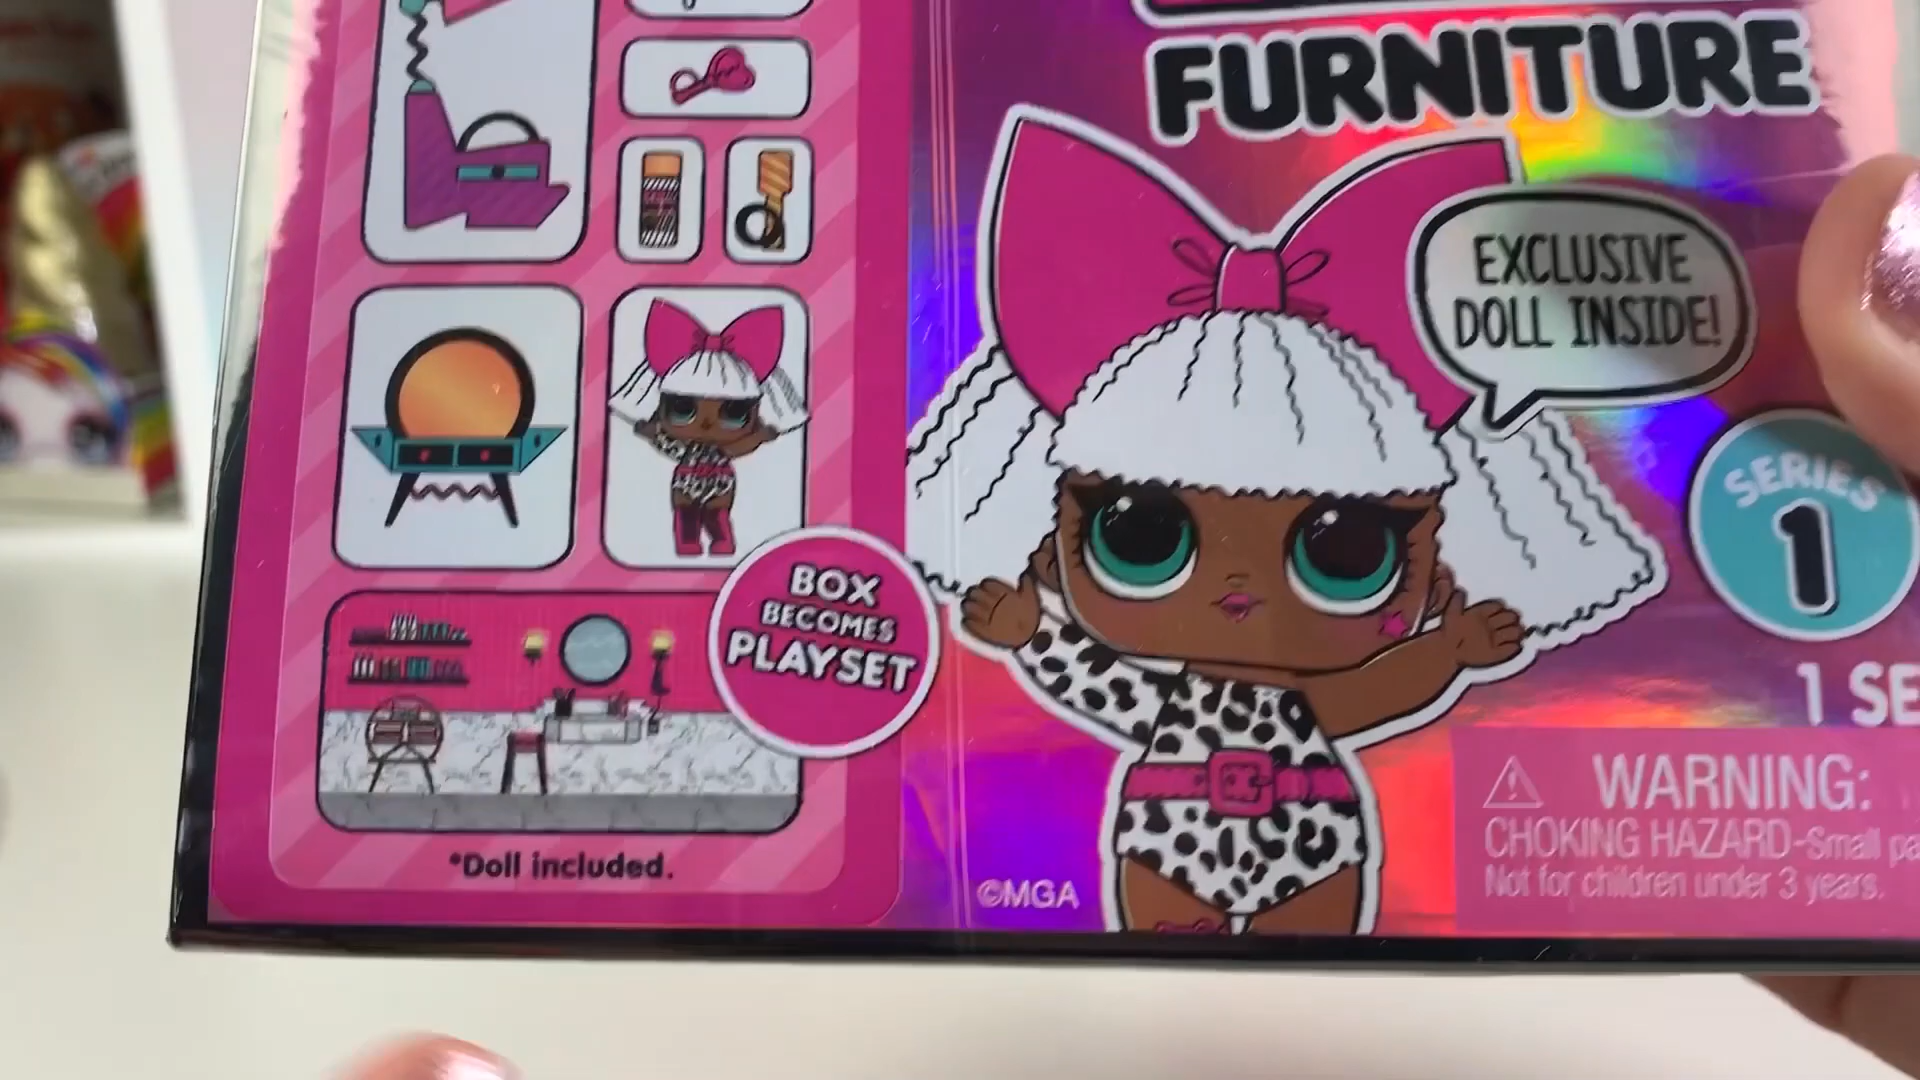 FURNITURE
EXCLUSIVE
DOLL INSIDE!
SERIES
1
BOX
BECOMES
PLAYSET
1 SE
WARNING:
CHOKING HAZARD-Small pa
Not for children under 3 years.
*Doll included.
©MGA